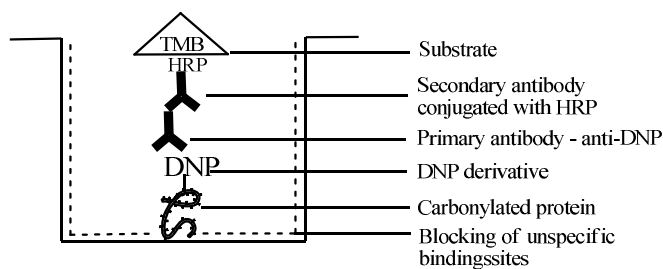 TMB
HRP
Substrate
Secondary antibody
conjugated with HRP
Primary antibody - anti-DNP
DNP
DNP derivative
Carbonylated protein
Blocking of unspecific
bindingssites